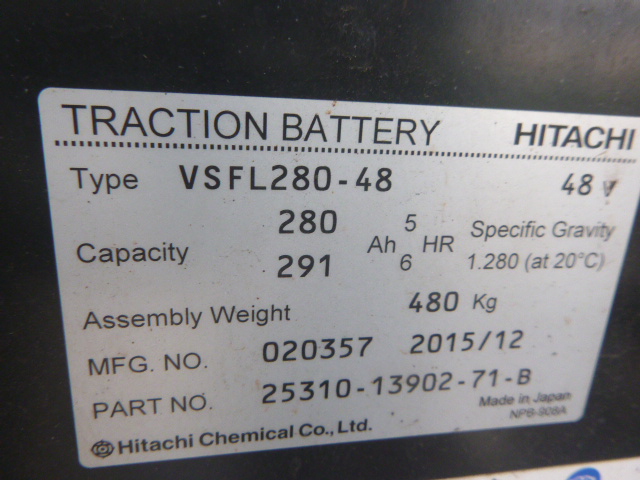 TRACTION BATTERY HITACHI
Type VSFL280-48 48 V
Capacity 280 Ah 5 HR Specific Gravity
291 6 1.280 (at 20°C)
Assembly Weight 480 Kg
MFG. NO. 020357 2015/12
PART NO. 25310-13902-71-B
Made in Japan
Hitachi Chemical Co., Ltd. NPB-908A